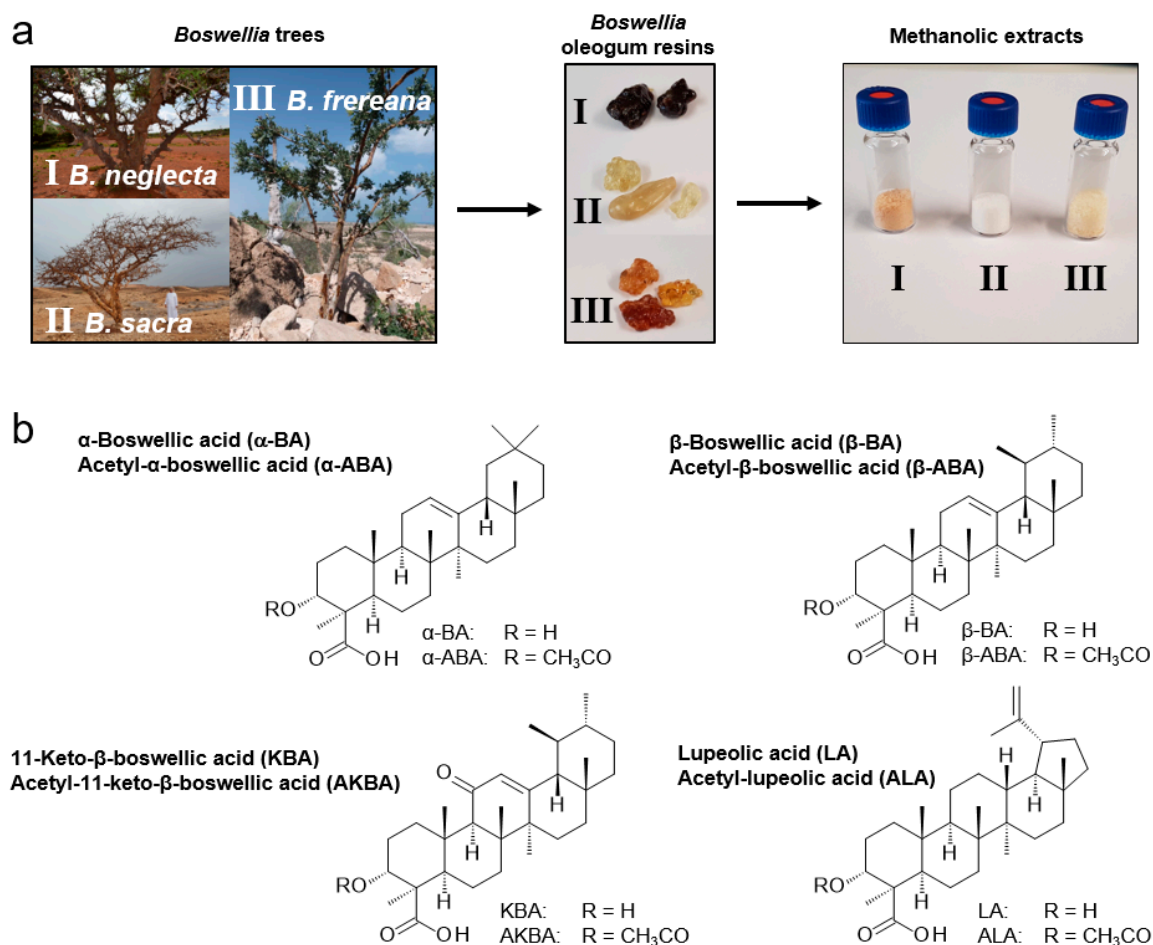 a
Boswellia trees
Boswellia
oleogum resins
Methanolic extracts
I B. neglecta
II B. sacra
III B. frereana
I
II
III
I II III
b
α-Boswellic acid (α-BA)
Acetyl-α-boswellic acid (α-ABA)
H
H
H
RO
O
OH
α-BA: R = H
α-ABA: R = CH₃CO
β-Boswellic acid (β-BA)
Acetyl-β-boswellic acid (β-ABA)
H
H
H
RO
O
OH
β-BA: R = H
β-ABA: R = CH₃CO
11-Keto-β-boswellic acid (KBA)
Acetyl-11-keto-β-boswellic acid (AKBA)
O
H
H
H
RO
O
OH
KBA: R = H
AKBA: R = CH₃CO
Lupeolic acid (LA)
Acetyl-lupeolic acid (ALA)
H
H
H
H
RO
O
OH
LA: R = H
ALA: R = CH₃CO